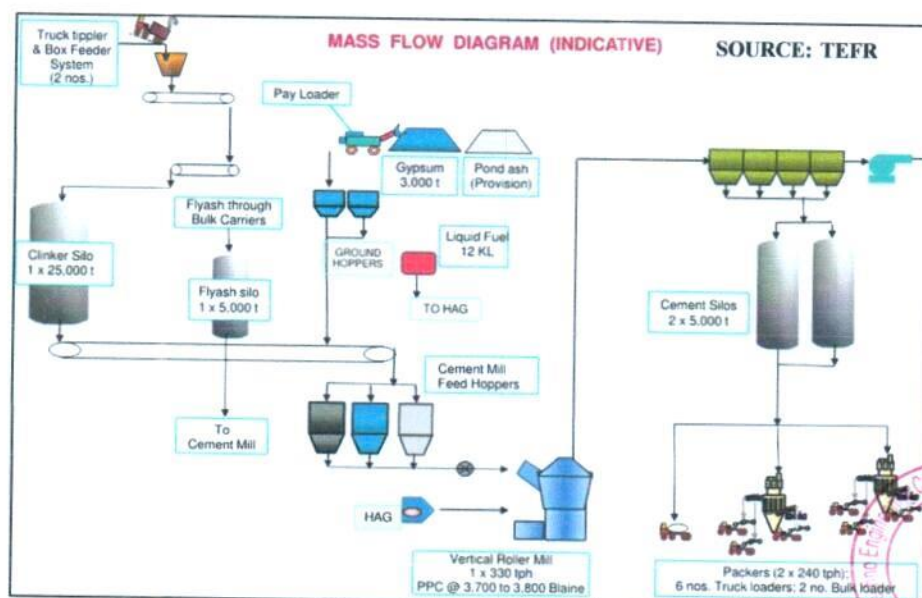 MASS FLOW DIAGRAM (INDICATIVE)
SOURCE: TEFR
Truck tippler
& Box Feeder
System
(2 nos.)
Pay Loader
Gypsum
3,000 t
Pond ash
(Provision)
Flyash through
Bulk Carriers
Clinker Silo
1 x 25,000 t
Flyash silo
1 x 5,000 t
GROUND
HOPPERS
Liquid Fuel
12 KL
TO HAG
Cement Silos
2 x 5,000 t
Cement Mill
Feed Hoppers
To
Cement Mill
HAG
Vertical Roller Mill
1 x 330 tph
PPC @ 3,700 to 3,800 Blaine
Packers (2 x 240 tph);
6 nos. Truck loaders; 2 no. Bulk loader